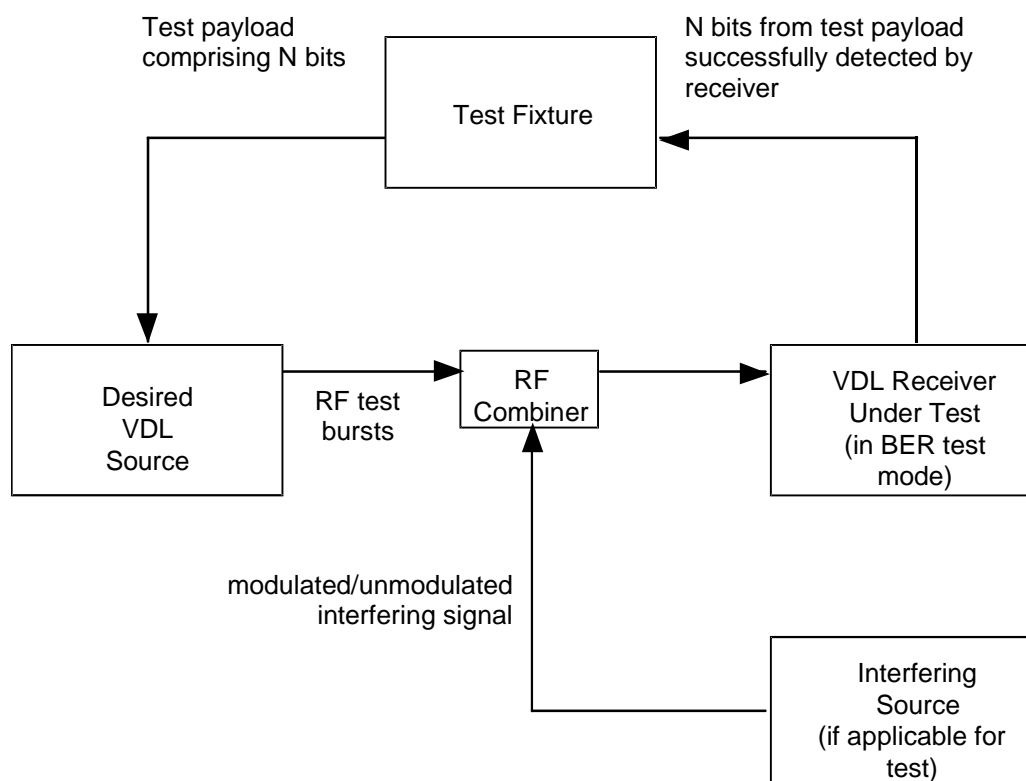 Test payload
comprising N bits
N bits from test payload
successfully detected by
receiver
Test Fixture
Desired
VDL
Source
RF test
bursts
RF
Combiner
VDL Receiver
Under Test
(in BER test
mode)
modulated/unmodulated
interfering signal
Interfering
Source
(if applicable for
test)